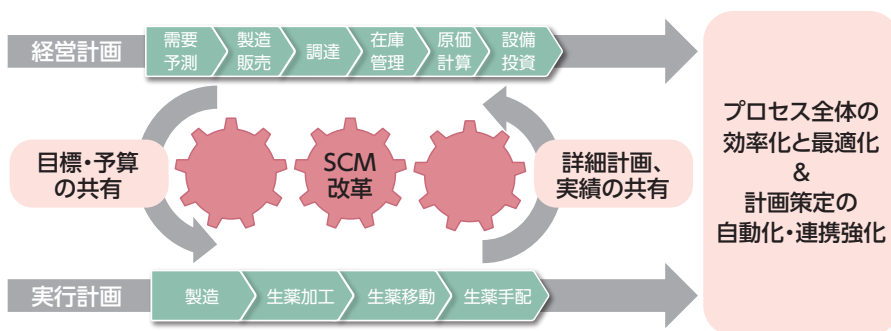 経営計画
需要
予測
製造
販売
調達
在庫
管理
原価
計算
設備
投資
目標・予算
の共有
SCM
改革
詳細計画、
実績の共有
プロセス全体の
効率化と最適化
&
計画策定の
自動化・連携強化
実行計画
製造
生薬加工
生薬移動
生薬手配